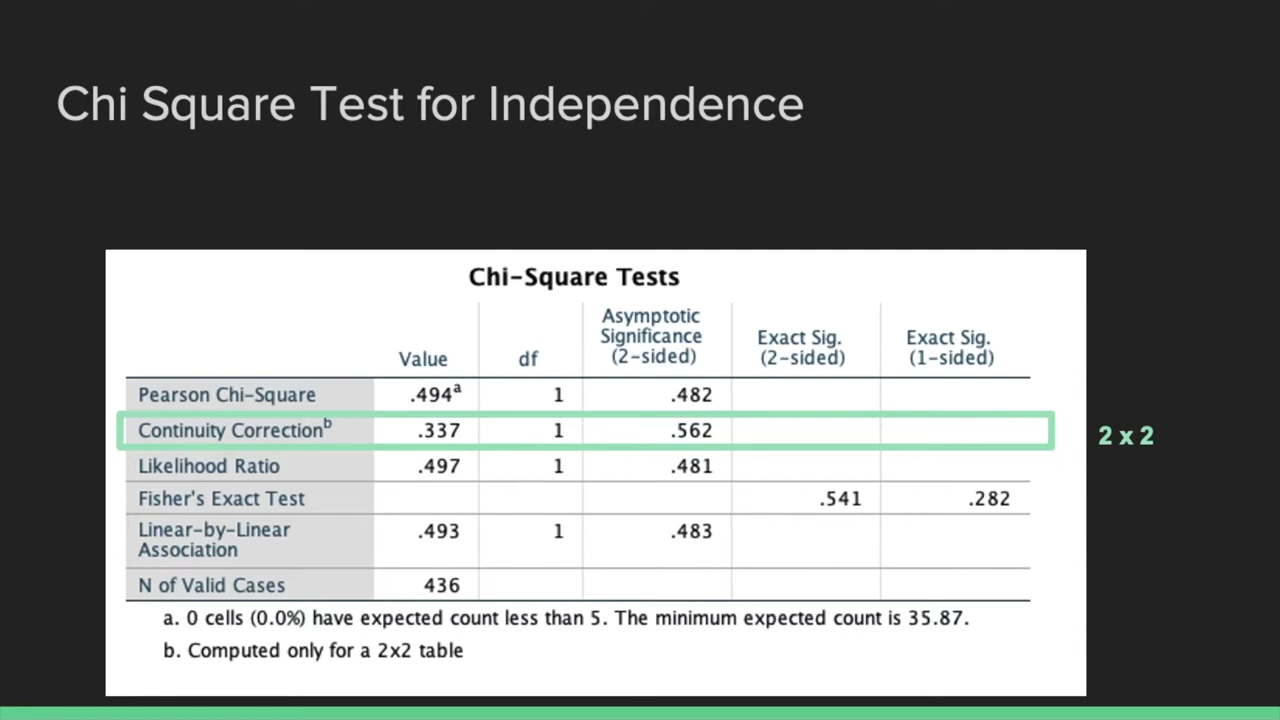 Chi Square Test for Independence
Chi-Square Tests
Value df Asymptotic Significance (2-sided) Exact Sig. (2-sided) Exact Sig. (1-sided)
Pearson Chi-Square .494a 1 .482
Continuity Correctionb .337 1 .562
2 x 2
Likelihood Ratio .497 1 .481
Fisher's Exact Test .541 .282
Linear-by-Linear Association .493 1 .483
N of Valid Cases 436
a. 0 cells (0.0%) have expected count less than 5. The minimum expected count is 35.87.
b. Computed only for a 2x2 table